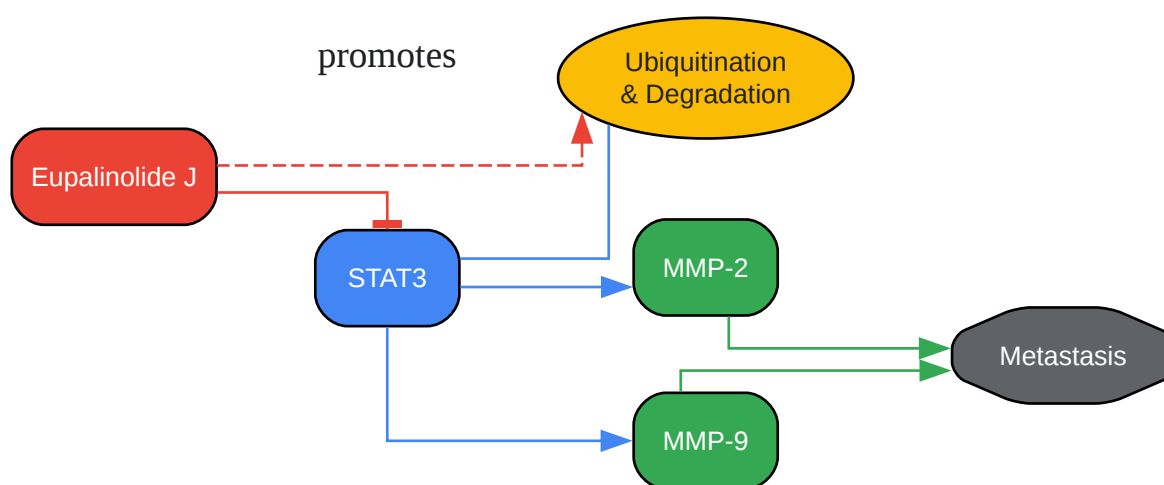 promotes
Ubiquitination
& Degradation
Eupalinolide J
STAT3
MMP-2
Metastasis
MMP-9